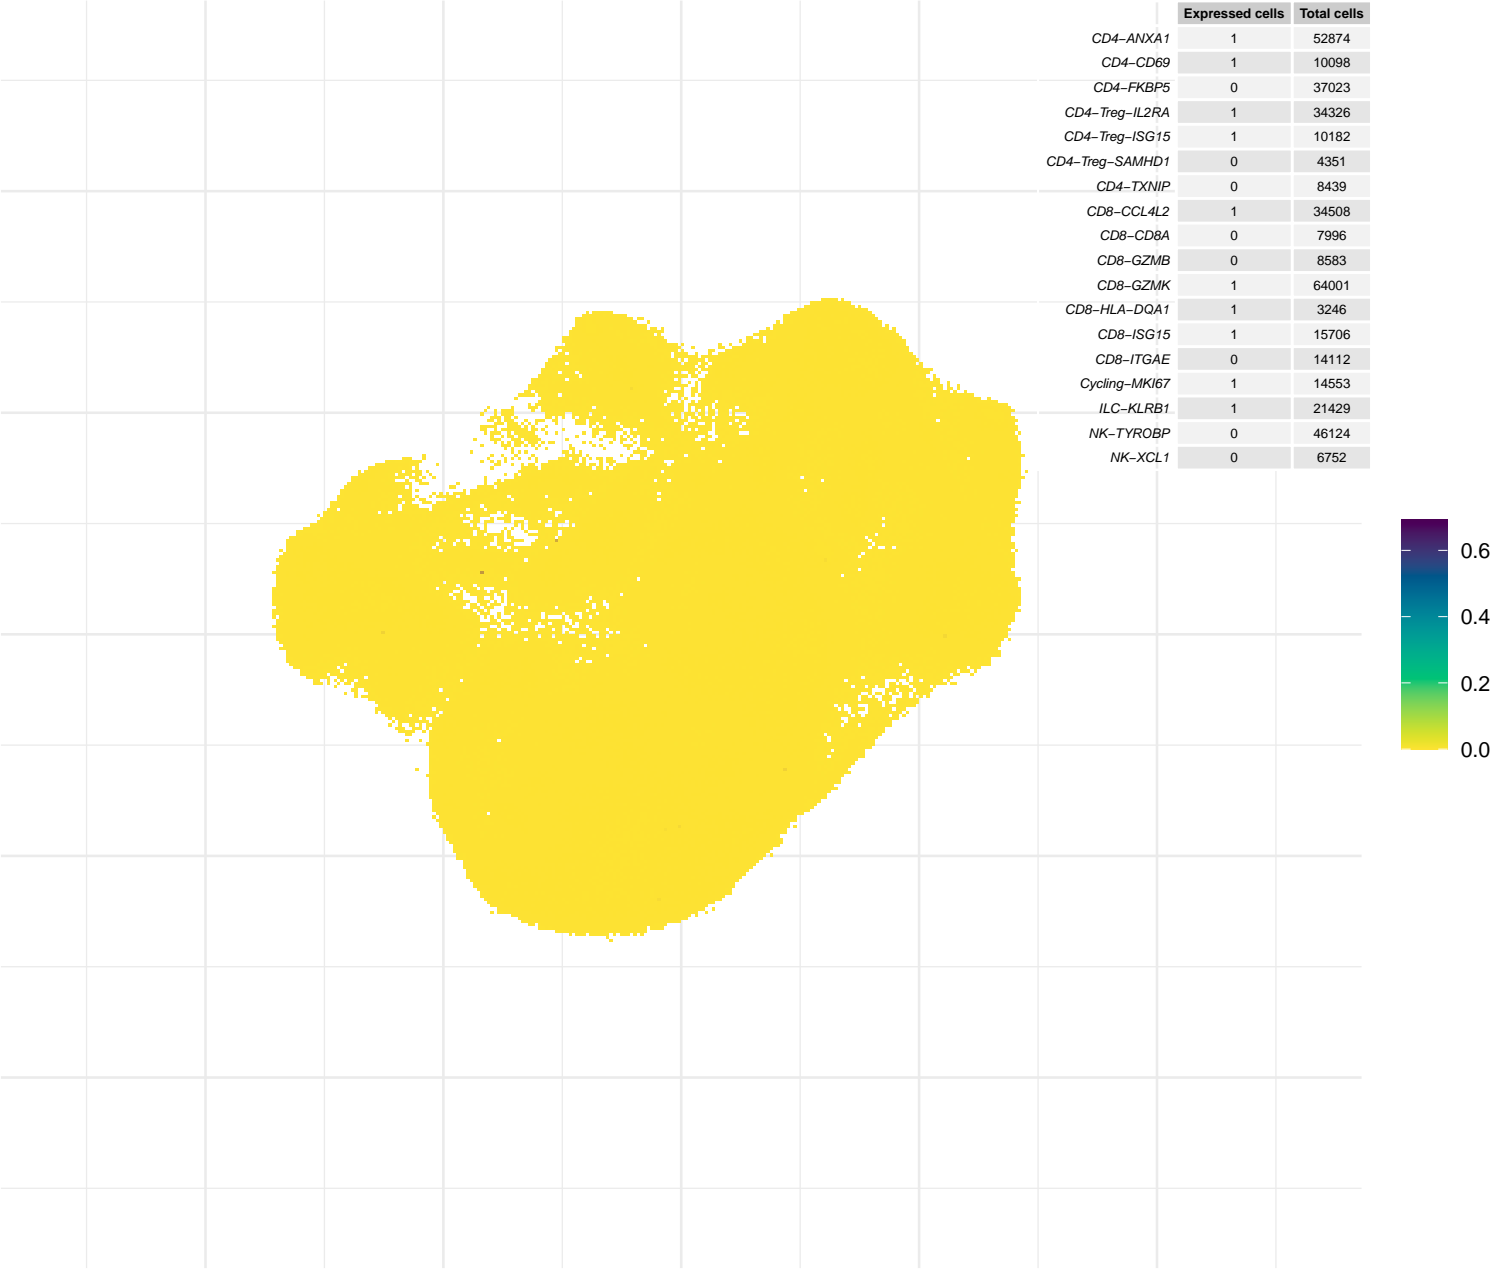 Expressed cells Total cells
CD4−ANXA1 1 52874
CD4−CD69 1 10098
CD4−FKBP5 0 37023
CD4−Treg−IL2RA 1 34326
CD4−Treg−ISG15 1 10182
CD4−Treg−SAMHD1 0 4351
CD4−TXNIP 0 8439
CD8−CCL4L2 1 34508
CD8−CD8A 0 7996
CD8−GZMB 0 8583
CD8−GZMK 1 64001
CD8−HLA−DQA1 1 3246
CD8−ISG15 1 15706
CD8−ITGAE 0 14112
Cycling−MKI67 1 14553
ILC−KLRB1 1 21429
NK−TYROBP 0 46124
NK−XCL1 0 6752
0.6
0.4
0.2
0.0